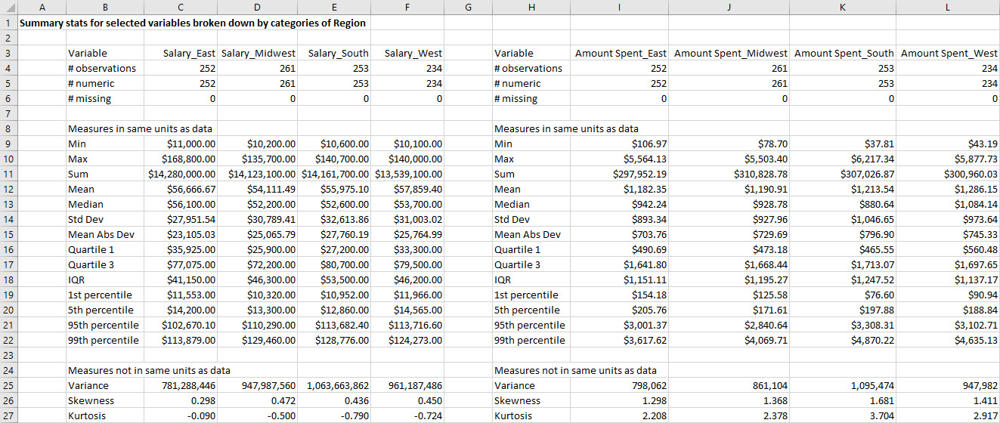 A B C D E F G H I J K L
1 Summary stats for selected variables broken down by categories of Region
2
3 Variable Salary_East Salary_Midwest Salary_South Salary_West Variable Amount Spent_East Amount Spent_Midwest Amount Spent_South Amount Spent_West
4 # observations 252 261 253 234 # observations 252 261 253 234
5 # numeric 252 261 253 234 # numeric 252 261 253 234
6 # missing 0 0 0 0 # missing 0 0 0 0
7
8 Measures in same units as data Measures in same units as data
9 Min $11,000.00 $10,200.00 $10,600.00 $10,100.00 Min $106.97 $78.70 $37.81 $43.19
10 Max $168,800.00 $135,700.00 $140,700.00 $140,000.00 Max $5,564.13 $5,503.40 $6,217.34 $5,877.73
11 Sum $14,280,000.00 $14,123,100.00 $14,161,700.00 $13,539,100.00 Sum $297,952.19 $310,828.78 $307,026.87 $300,960.03
12 Mean $56,666.67 $54,111.49 $55,975.10 $57,859.40 Mean $1,182.35 $1,190.91 $1,213.54 $1,286.15
13 Median $56,100.00 $52,200.00 $52,600.00 $53,700.00 Median $942.24 $928.78 $880.64 $1,084.14
14 Std Dev $27,951.54 $30,789.41 $32,613.86 $31,003.02 Std Dev $893.34 $927.96 $1,046.65 $973.64
15 Mean Abs Dev $23,105.03 $25,065.79 $27,760.19 $25,764.99 Mean Abs Dev $703.76 $729.69 $796.90 $745.33
16 Quartile 1 $35,925.00 $25,900.00 $27,200.00 $33,300.00 Quartile 1 $490.69 $473.18 $465.55 $560.48
17 Quartile 3 $77,075.00 $72,200.00 $80,700.00 $79,500.00 Quartile 3 $1,641.80 $1,668.44 $1,713.07 $1,697.65
18 IQR $41,150.00 $46,300.00 $53,500.00 $46,200.00 IQR $1,151.11 $1,195.27 $1,247.52 $1,137.17
19 1st percentile $11,553.00 $10,320.00 $10,952.00 $11,966.00 1st percentile $154.18 $125.58 $76.60 $90.94
20 5th percentile $14,200.00 $13,300.00 $12,860.00 $14,565.00 5th percentile $205.76 $171.61 $197.88 $188.84
21 95th percentile $102,670.10 $110,290.00 $113,682.40 $113,716.60 95th percentile $3,001.37 $2,840.64 $3,308.31 $3,102.71
22 99th percentile $113,879.00 $129,460.00 $128,776.00 $124,273.00 99th percentile $3,617.62 $4,069.71 $4,870.22 $4,635.13
23
24 Measures not in same units as data Measures not in same units as data
25 Variance 781,288,446 947,987,560 1,063,663,862 961,187,486 Variance 798,062 861,104 1,095,474 947,982
26 Skewness 0.298 0.472 0.436 0.450 Skewness 1.298 1.368 1.681 1.411
27 Kurtosis -0.090 -0.500 -0.790 -0.724 Kurtosis 2.208 2.378 3.704 2.917